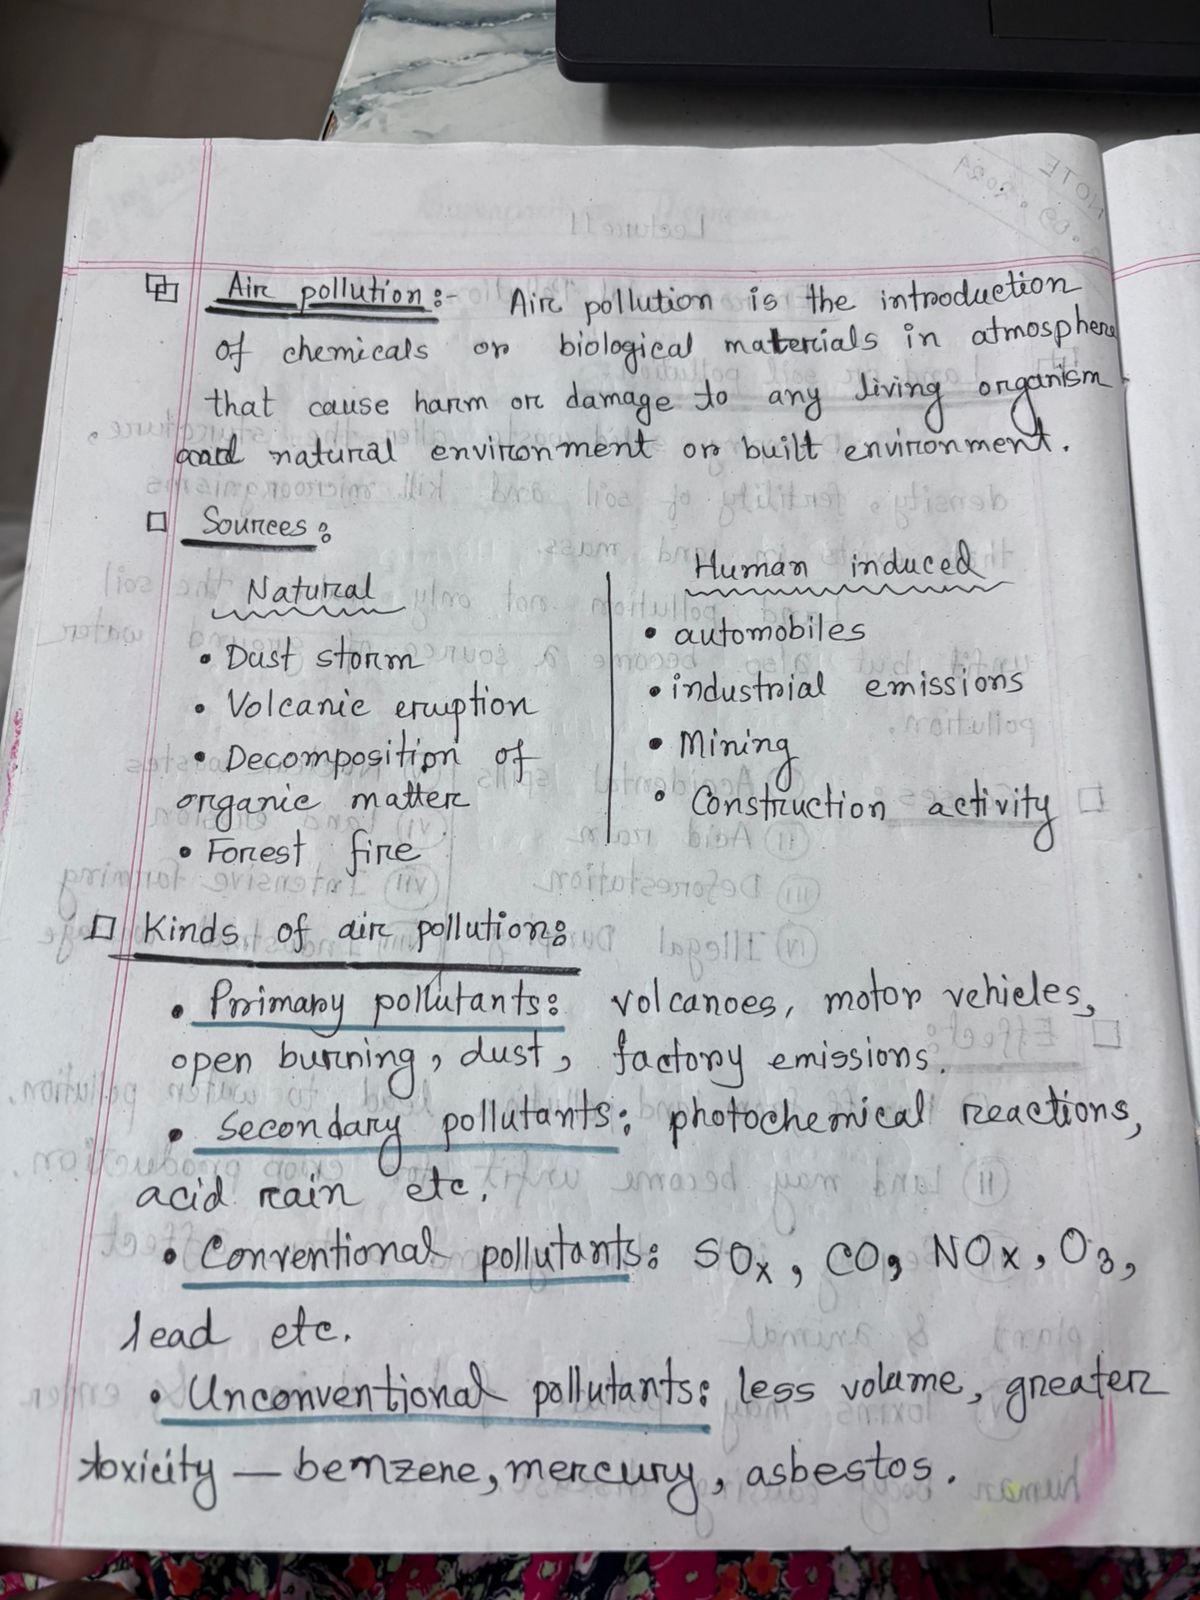 Air pollution :- Air pollution is the introduction
of chemicals or biological materials in atmosphere
that cause harm or damage to any living organism
and natural environment or built environment.
Sources :
Natural
• Dust storm
• Volcanic eruption
• Decomposition of
organic matter
• Forest fire
Human induced
• automobiles
• industrial emissions
• Mining
• Construction activity
Kinds of air pollution:
• Primary pollutants: volcanoes, motor vehicles,
open burning, dust, factory emissions.
• Secondary pollutants: photochemical reactions,
acid rain etc.
• Conventional pollutants: SOx, CO, NOx, O3,
lead etc.
• Unconventional pollutants: less volume, greater
toxicity — benzene, mercury, asbestos.